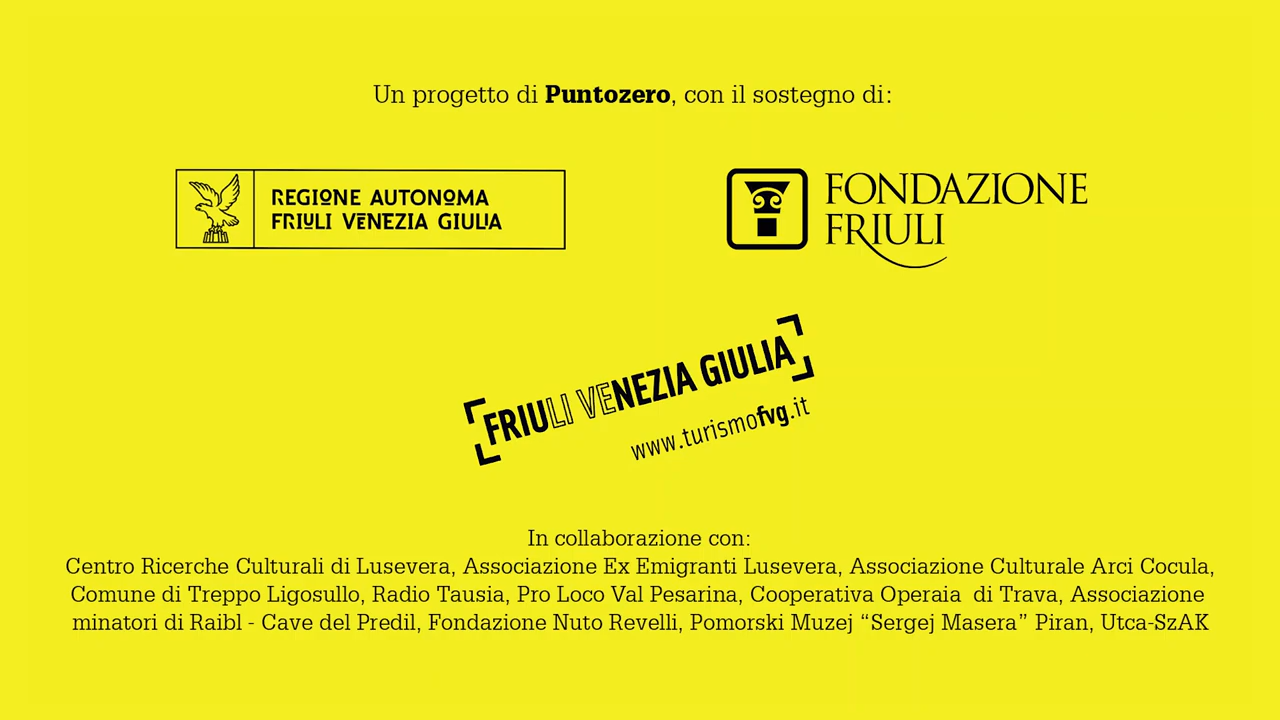 Un progetto di Puntozero, con il sostegno di:
REGIONE AUTONOMA
FRIULI VENEZIA GIULIA
FONDAZIONE
FRIULI
FRIULI VENEZIA GIULIA
www.turismofvg.it
In collaborazione con:
Centro Ricerche Culturali di Lusevera, Associazione Ex Emigranti Lusevera, Associazione Culturale Arci Cocula,
Comune di Treppo Ligosullo, Radio Tausia, Pro Loco Val Pesarina, Cooperativa Operaia  di Trava, Associazione
minatori di Raibl - Cave del Predil, Fondazione Nuto Revelli, Pomorski Muzej “Sergej Masera” Piran, Utca-SzAK